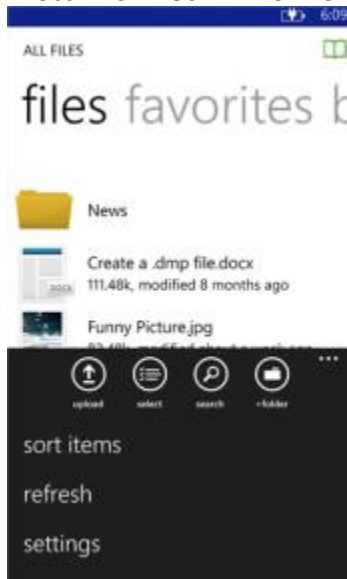 6:09
ALL FILES
files favorites b
News
Create a .dmp file.docx
111.48k, modified 8 months ago
Funny Picture.jpg
upload select search +folder
sort items
refresh
settings